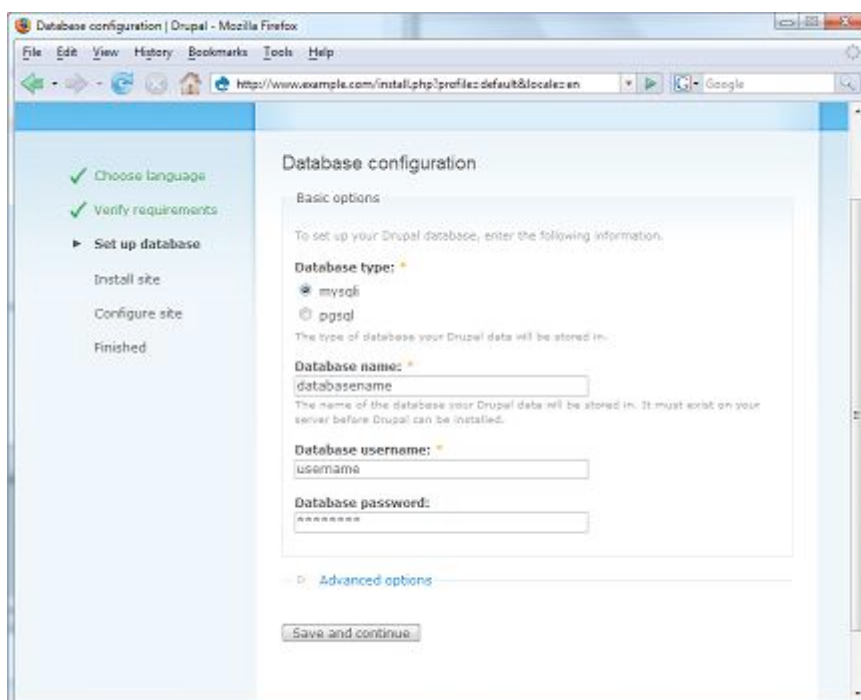 Database configuration | Drupal - Mozilla Firefox
File Edit View History Bookmarks Tools Help
http://www.example.com/install.php?profile=default&locale=en
Google
Choose language
Verify requirements
Set up database
Install site
Configure site
Finished
Database configuration
Basic options
To set up your Drupal database, enter the following information.
Database type: *
mysqli
pgsql
The type of database your Drupal data will be stored in.
Database name: *
databasename
The name of the database your Drupal data will be stored in. It must exist on your
server before Drupal can be installed.
Database username: *
username
Database password:
********
Advanced options
Save and continue